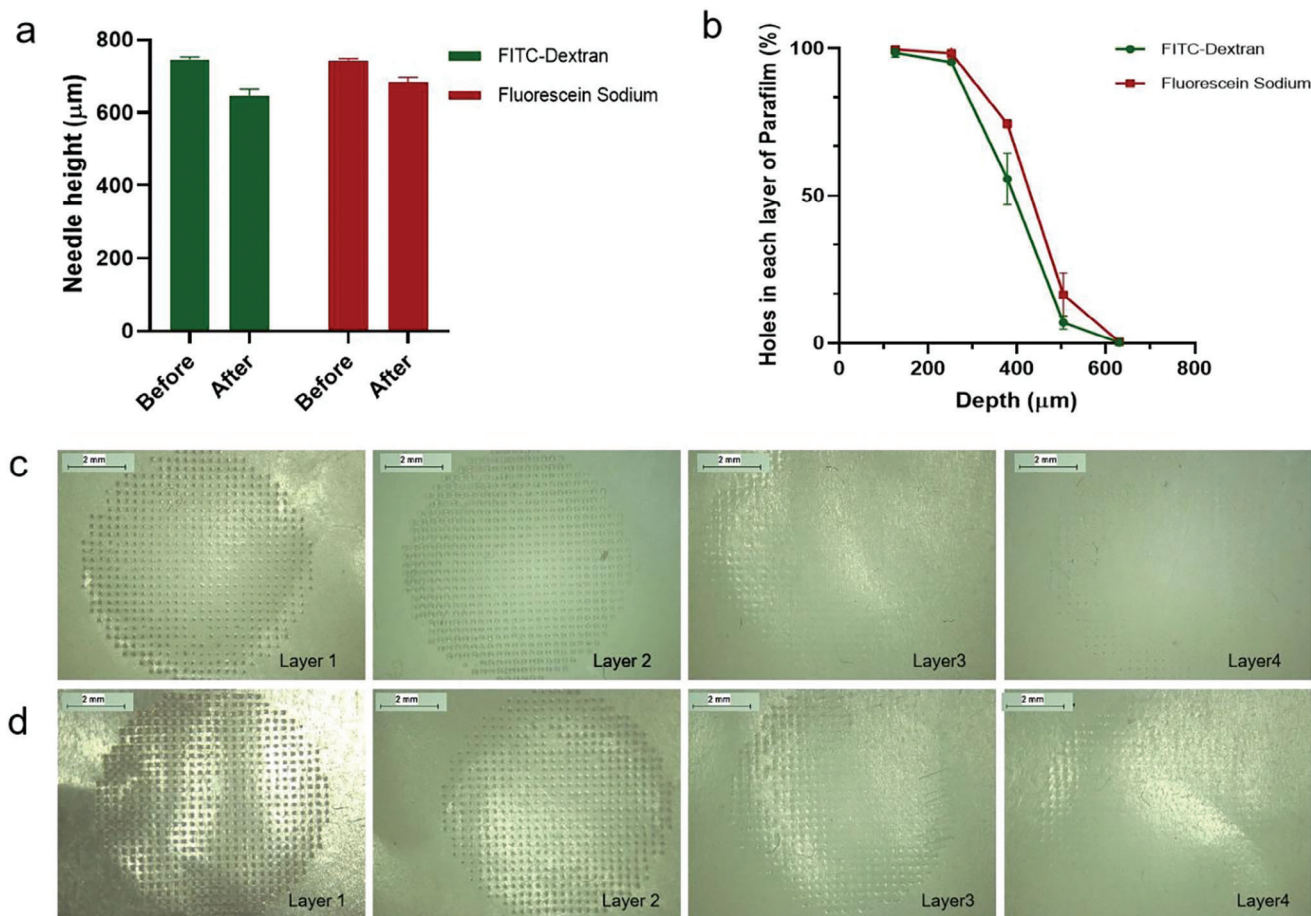 a
800
600
400
200
0
Needle height (μm)
Before
After
Before
After
FITC-Dextran
Fluorescein Sodium
b
100
50
0
Holes in each layer of Parafilm (%)
0
200
400
600
800
Depth (μm)
FITC-Dextran
Fluorescein Sodium
c
2 mm
Layer 1
2 mm
Layer 2
2 mm
Layer3
2 mm
Layer4
d
2 mm
Layer 1
2 mm
Layer 2
2 mm
Layer3
2 mm
Layer4